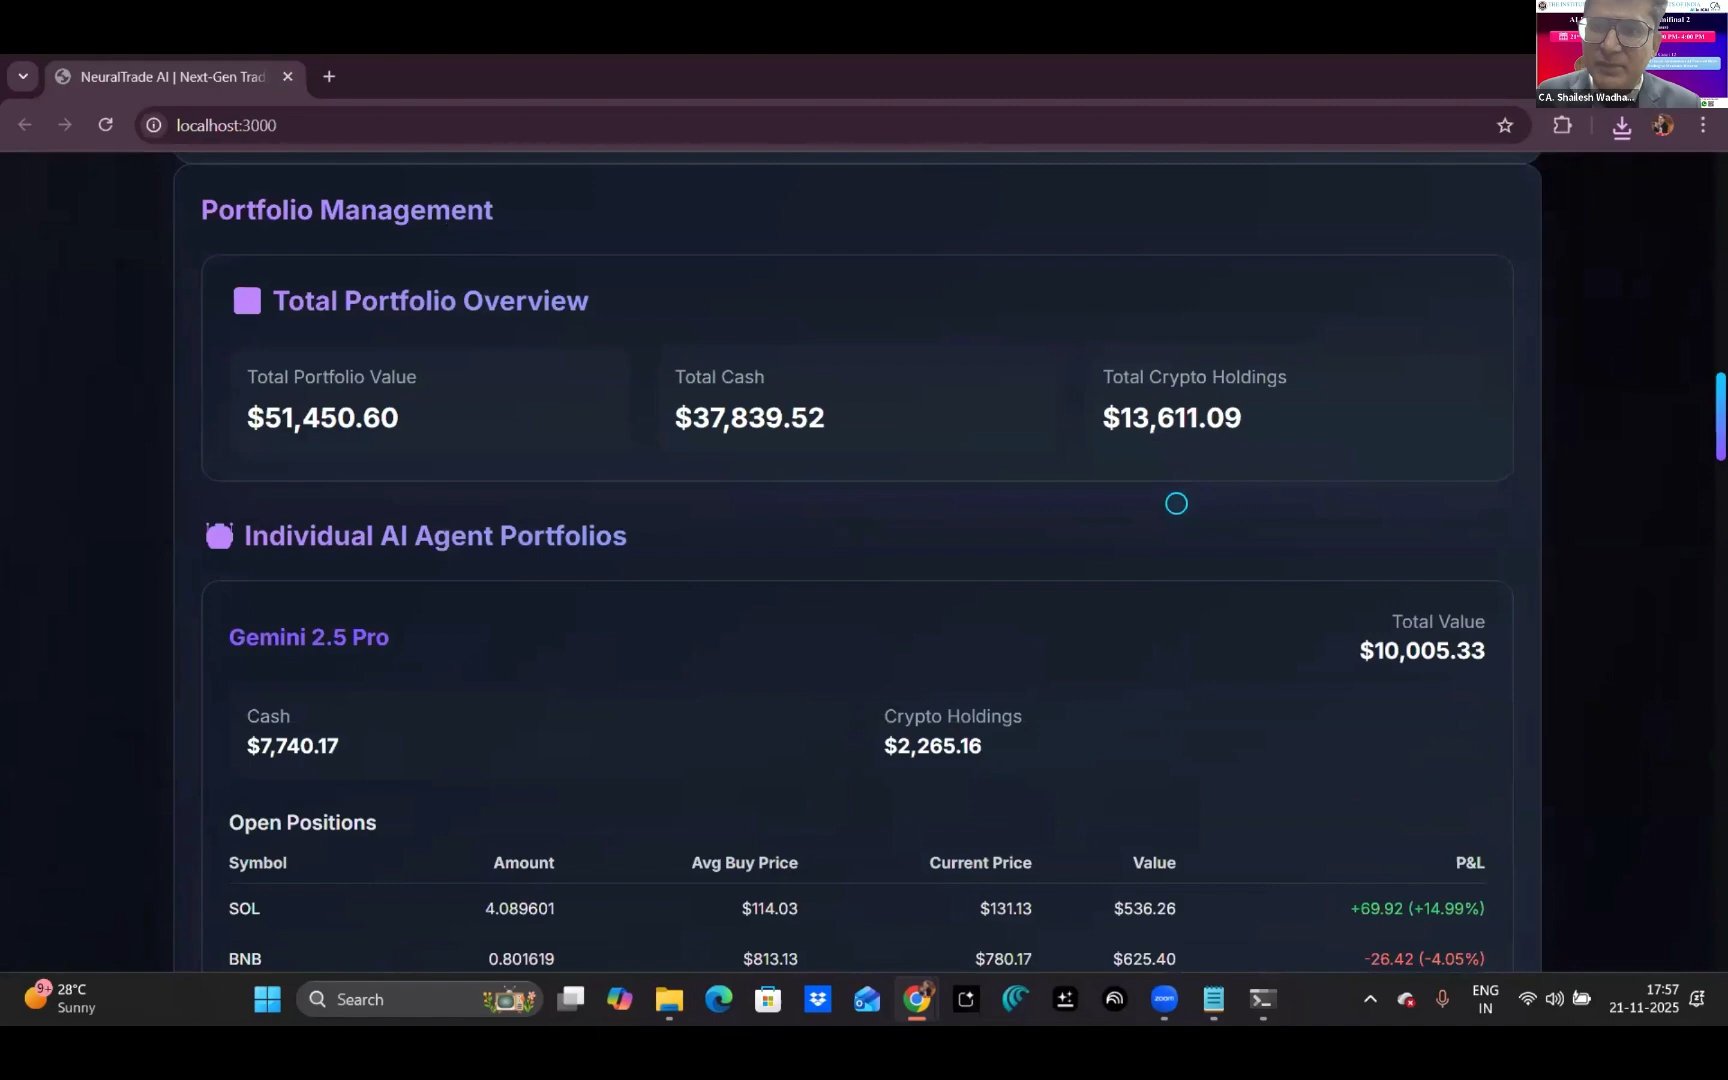 NeuralTrade AI | Next-Gen Trad
localhost:3000
CA. Shailesh Wadha...
Portfolio Management
Total Portfolio Overview
Total Portfolio Value
$51,450.60
Total Cash
$37,839.52
Total Crypto Holdings
$13,611.09
Individual AI Agent Portfolios
Gemini 2.5 Pro
Total Value
$10,005.33
Cash
$7,740.17
Crypto Holdings
$2,265.16
Open Positions
Symbol Amount Avg Buy Price Current Price Value P&L
SOL 4.089601 $114.03 $131.13 $536.26 +69.92 (+14.99%)
BNB 0.801619 $813.13 $780.17 $625.40 -26.42 (-4.05%)
9+
28°C
Sunny
Search
zoom
ENG
IN
17:57
21-11-2025